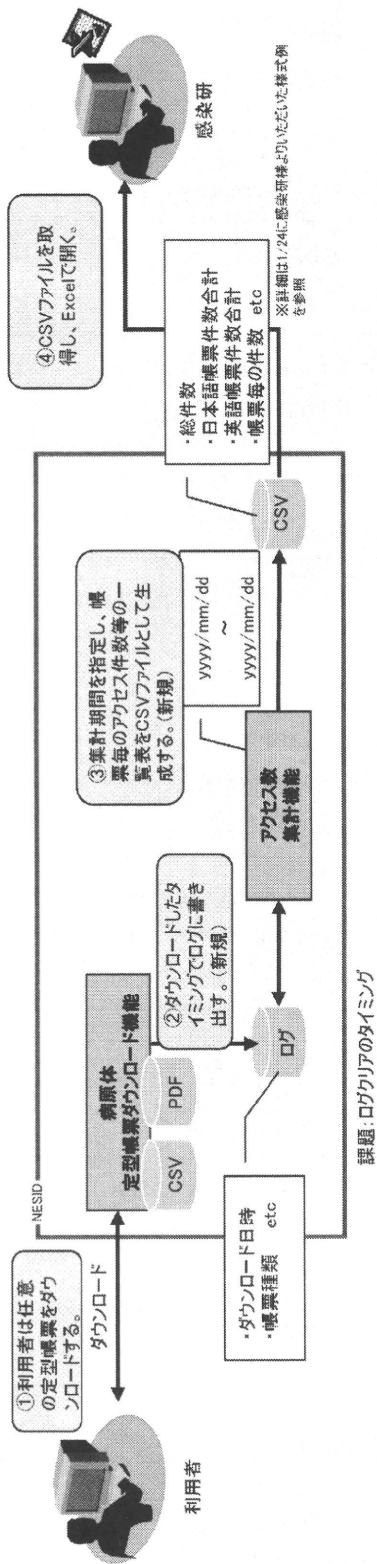 ①利用者は任意
の定型帳票をダウ
ンロードする。
ダウンロード
利用者
NESID
病原体
定型帳票ダウンロード機能
CSV
PDF
②ダウンロードしたタ
イミングでログに書き
出す。(新規)
ログ
・ダウンロード日時
・帳票種類 etc
③集計期間を指定し、帳
票毎のアクセス件数等の一
覧表をCSVファイルとして生
成する。(新規)
yyyy/mm/dd
~
yyyy/mm/dd
アクセス数
集計機能
CSV
・総件数
・日本語帳票件数合計
・英語帳票件数合計
・帳票毎の件数 etc
※詳細は1/24に感染研様よりいただいた様式例
を参照
④CSVファイルを取
得し、Excelで開く。
感染研
課題:ログクリアのタイミング